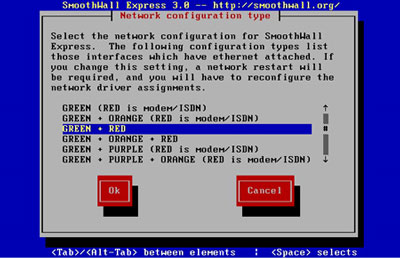 SmoothWall Express 3.0 -- http://smoothwall.org/
Network configuration type
Select the network configuration for SmoothWall
Express. The following configuration types list
those interfaces which have ethernet attached. If
you change this setting, a network restart will
be required, and you will have to reconfigure the
network driver assignments.
GREEN (RED is modem/ISDN)
GREEN + ORANGE (RED is modem/ISDN)
GREEN + RED
GREEN + ORANGE + RED
GREEN + PURPLE (RED is modem/ISDN)
GREEN + PURPLE + ORANGE (RED is modem/ISDN)
Ok Cancel
<Tab>/<Alt-Tab> between elements ¦ <Space> selects